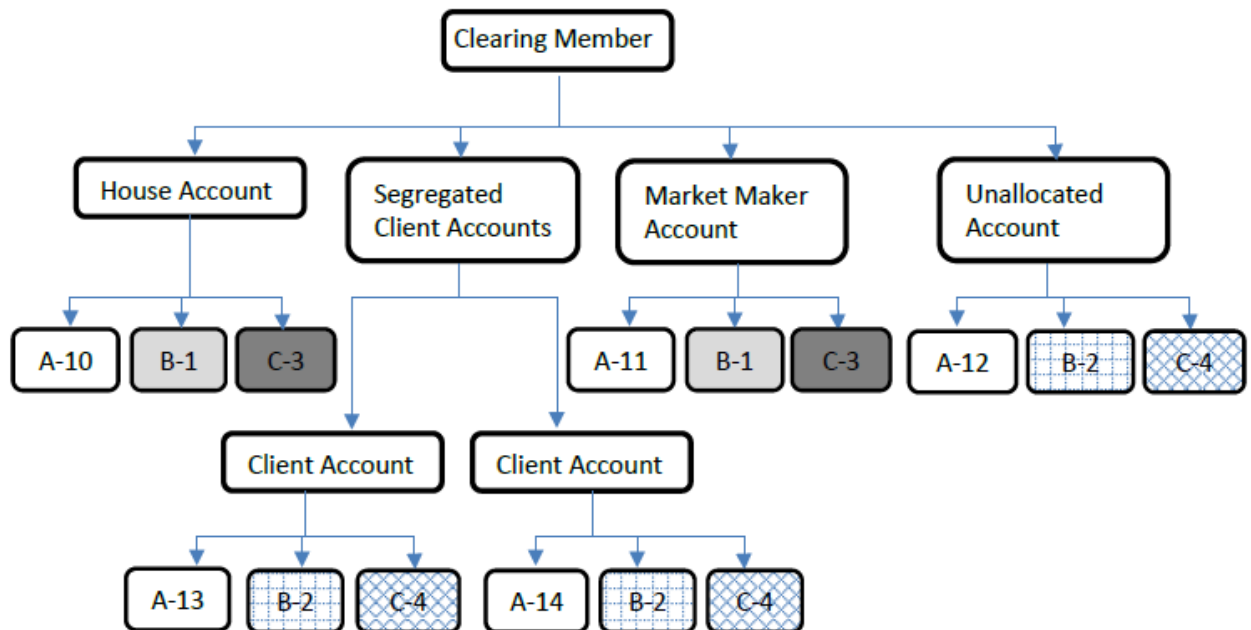 Clearing Member
House Account
Segregated
Client Accounts
Market Maker
Account
Unallocated
Account
A-10
B-1
C-3
A-11
B-1
C-3
A-12
B-2
C-4
Client Account
Client Account
A-13
B-2
C-4
A-14
B-2
C-4